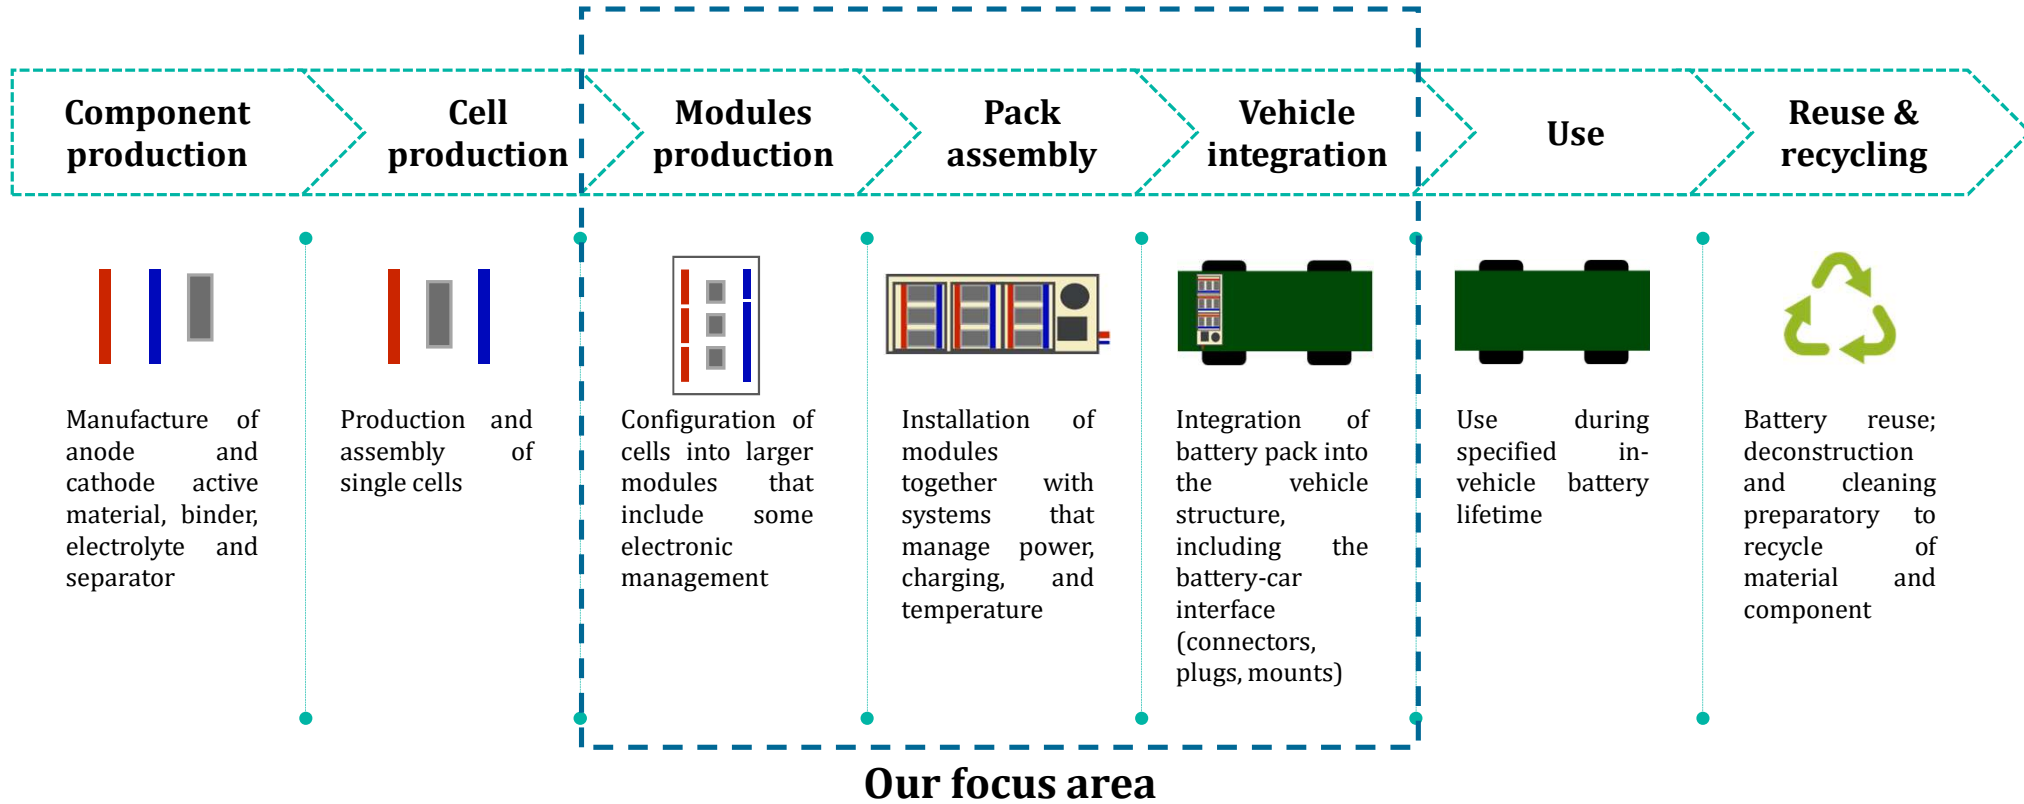 Component
production
Cell
production
Modules
production
Pack
assembly
Vehicle
integration
Use
Reuse &
recycling
Manufacture of
anode and
cathode active
material, binder,
electrolyte and
separator
Production and
assembly of
single cells
Configuration of
cells into larger
modules that
include some
electronic
management
Installation of
modules
together with
systems that
manage power,
charging, and
temperature
Integration of
battery pack into
the vehicle
structure,
including the
battery-car
interface
(connectors,
plugs, mounts)
Use during
specified in-
vehicle battery
lifetime
Battery reuse;
deconstruction
and cleaning
preparatory to
recycle of
material and
component
Our focus area